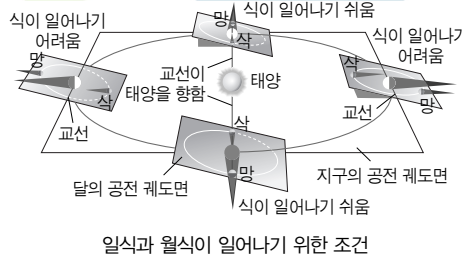 식이 일어나기
어려움
망
삭
교선
망
삭
식이 일어나기 쉬움
교선이
태양을 향함
태양
식이 일어나기
어려움
삭
망
교선
삭
망
달의 공전 궤도면
지구의 공전 궤도면
식이 일어나기 쉬움
일식과 월식이 일어나기 위한 조건